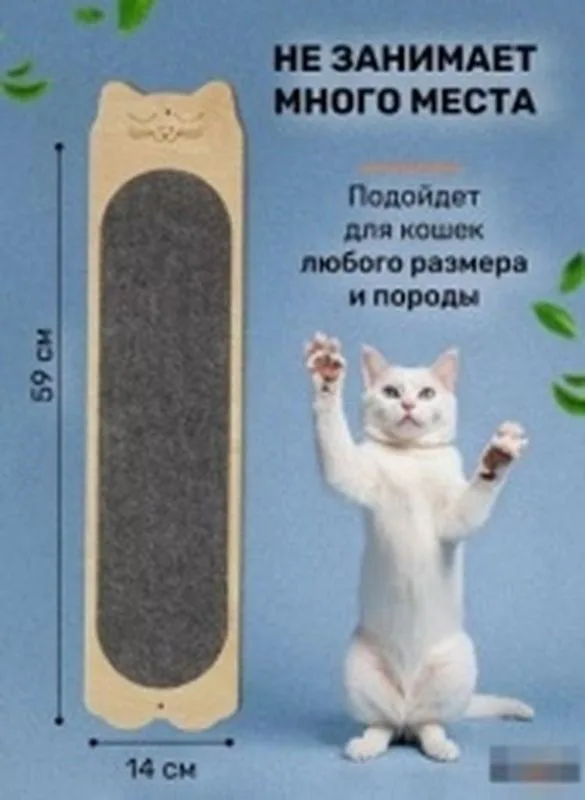 НЕ ЗАНИМАЕТ
МНОГО МЕСТА
Подойдет
для кошек
любого размера
и породы
59 см
14 см